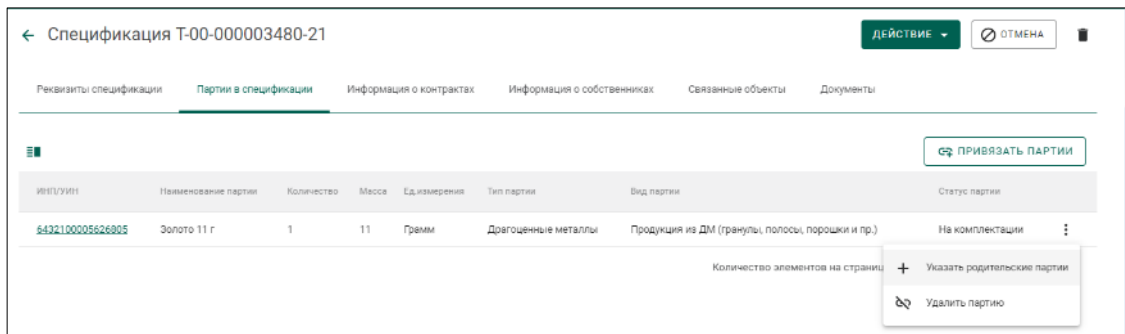 Спецификация Т-00-000003480-21
ДЕЙСТВИЕ
ОТМЕНА
Реквизиты спецификации
Партии в спецификации
Информация о контрактах
Информация о собственниках
Связанные объекты
Документы
ПРИВЯЗАТЬ ПАРТИИ
ИНП/УИН Наименование партии Количество Масса Ед.измерения Тип партии Вид партии Статус партии
6432100005626805 Золото 11 г 1 11 Грамм Драгоценные металлы Продукция из ДМ (гранулы, полосы, порошки и пр.) На комплектации
Количество элементов на страниц
Указать родительские партии
Удалить партию